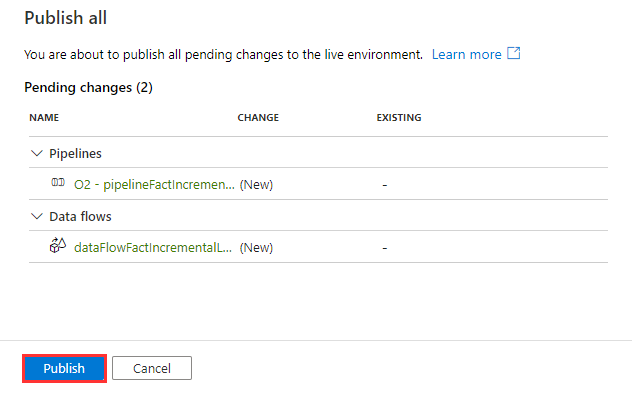 Publish all
You are about to publish all pending changes to the live environment. Learn more
Pending changes (2)
NAME CHANGE EXISTING
Pipelines
O2 - pipelineFactIncremen... (New) -
Data flows
dataFlowFactIncrementalL... (New) -
Publish Cancel